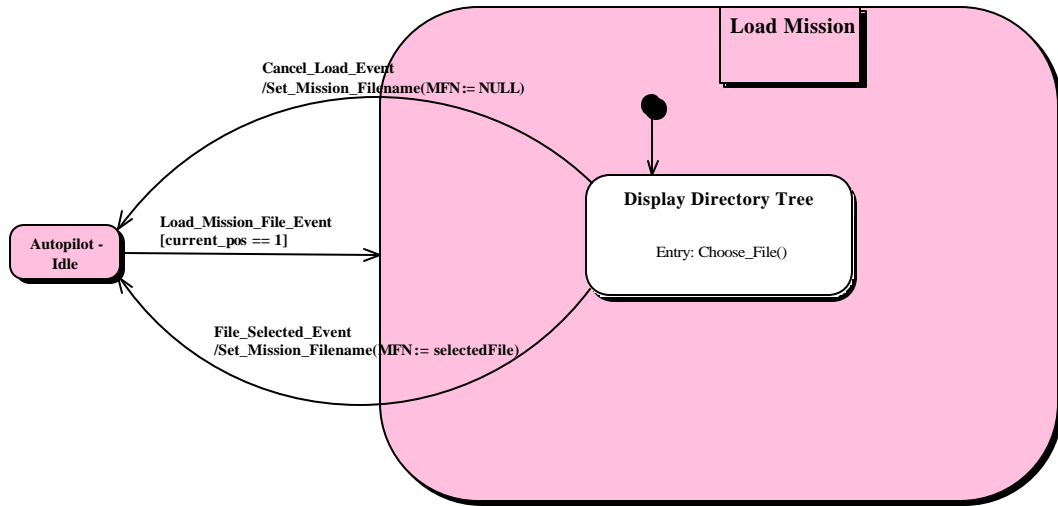 Load Mission
Cancel_Load_Event
/Set_Mission_Filename(MFN:= NULL)
Display Directory Tree
Entry: Choose_File()
Load_Mission_File_Event
[current_pos == 1]
Autopilot -
Idle
File_Selected_Event
/Set_Mission_Filename(MFN:= selectedFile)